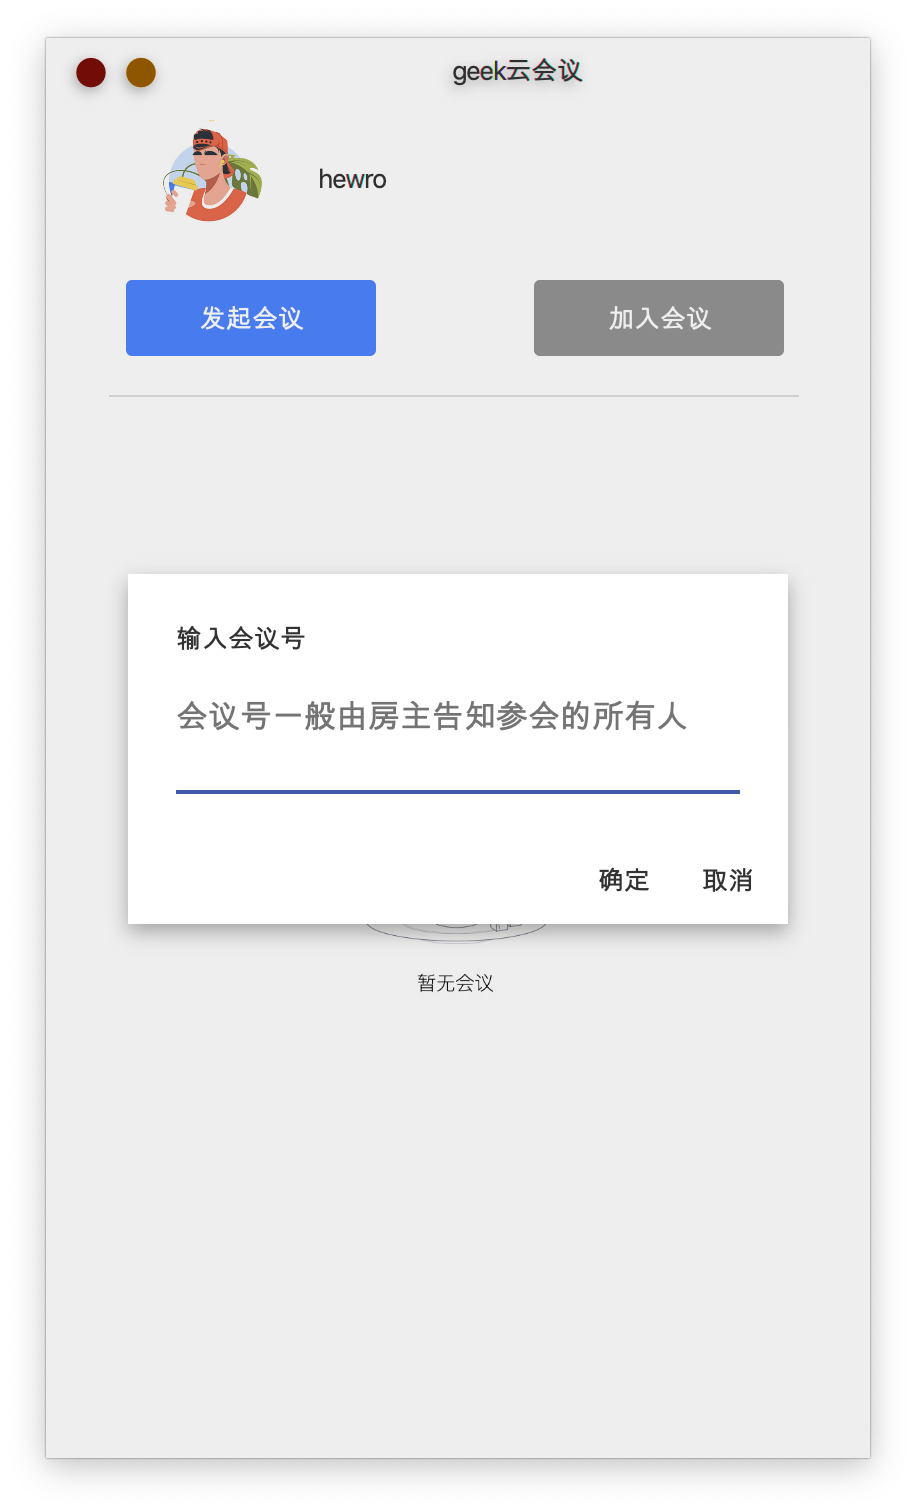 geek云会议
hewro
发起会议
加入会议
输入会议号
会议号一般由房主告知参会的所有人
确定
取消
暂无会议